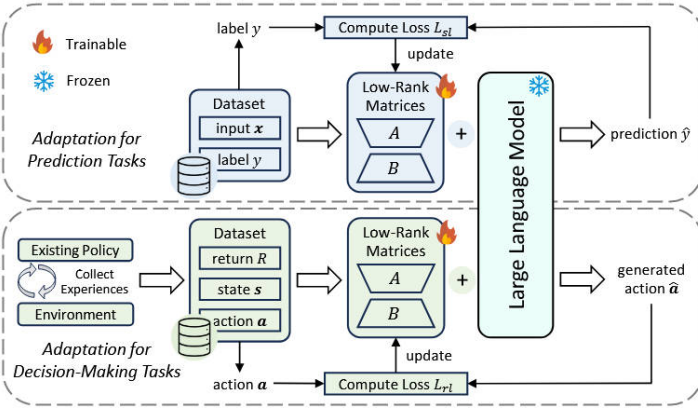 Trainable
Frozen
label y
Compute Loss L_sl
update
Dataset
input x
label y
Low-Rank
Matrices
A
B
+
Large Language Model
prediction ŷ
Adaptation for
Prediction Tasks
Existing Policy
Collect
Experiences
Environment
Dataset
return R
state s
action a
Low-Rank
Matrices
A
B
+
generated
action â
Adaptation for
Decision-Making Tasks
update
action a
Compute Loss L_rl